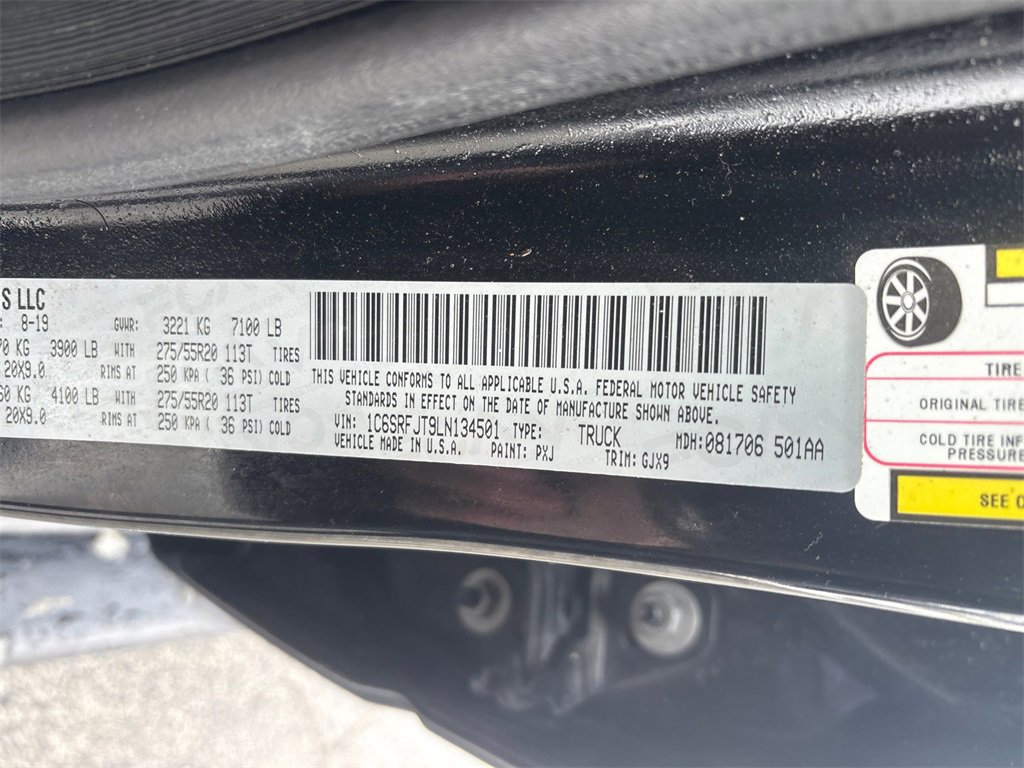 S LLC
: 8-19 GVWR: 3221 KG 7100 LB
70 KG 3900 LB WITH 275/55R20 113T TIRES
20X9.0 RIMS AT 250 KPA ( 36 PSI) COLD
60 KG 4100 LB WITH 275/55R20 113T TIRES
20X9.0 RIMS AT 250 KPA ( 36 PSI) COLD
THIS VEHICLE CONFORMS TO ALL APPLICABLE U.S.A. FEDERAL MOTOR VEHICLE SAFETY
STANDARDS IN EFFECT ON THE DATE OF MANUFACTURE SHOWN ABOVE.
VIN: 1C6SRFJT9LN134501 TYPE: TRUCK MDH:081706 501AA
VEHICLE MADE IN U.S.A. PAINT: PXJ TRIM: GJX9
TIRE
ORIGINAL TIRE
COLD TIRE INF
PRESSURE
SEE O